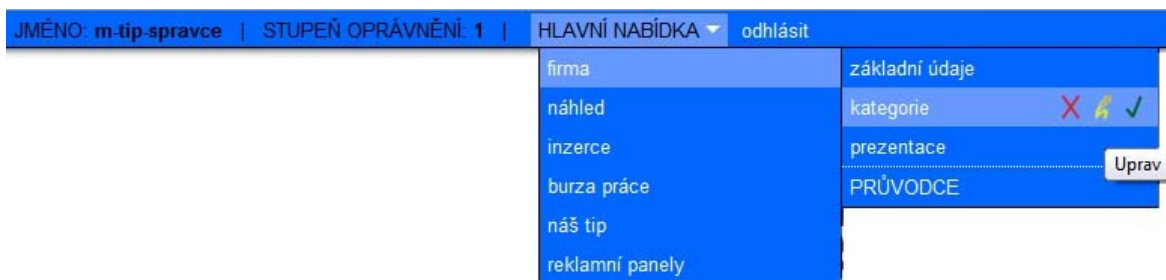 JMÉNO: m-tip-spravce | STUPEŇ OPRÁVNĚNÍ: 1 | HLAVNÍ NABÍDKA odhlásit
firma
náhled
inzerce
burza práce
náš tip
reklamní panely
základní údaje
kategorie
prezentace
PRŮVODCE
Uprav